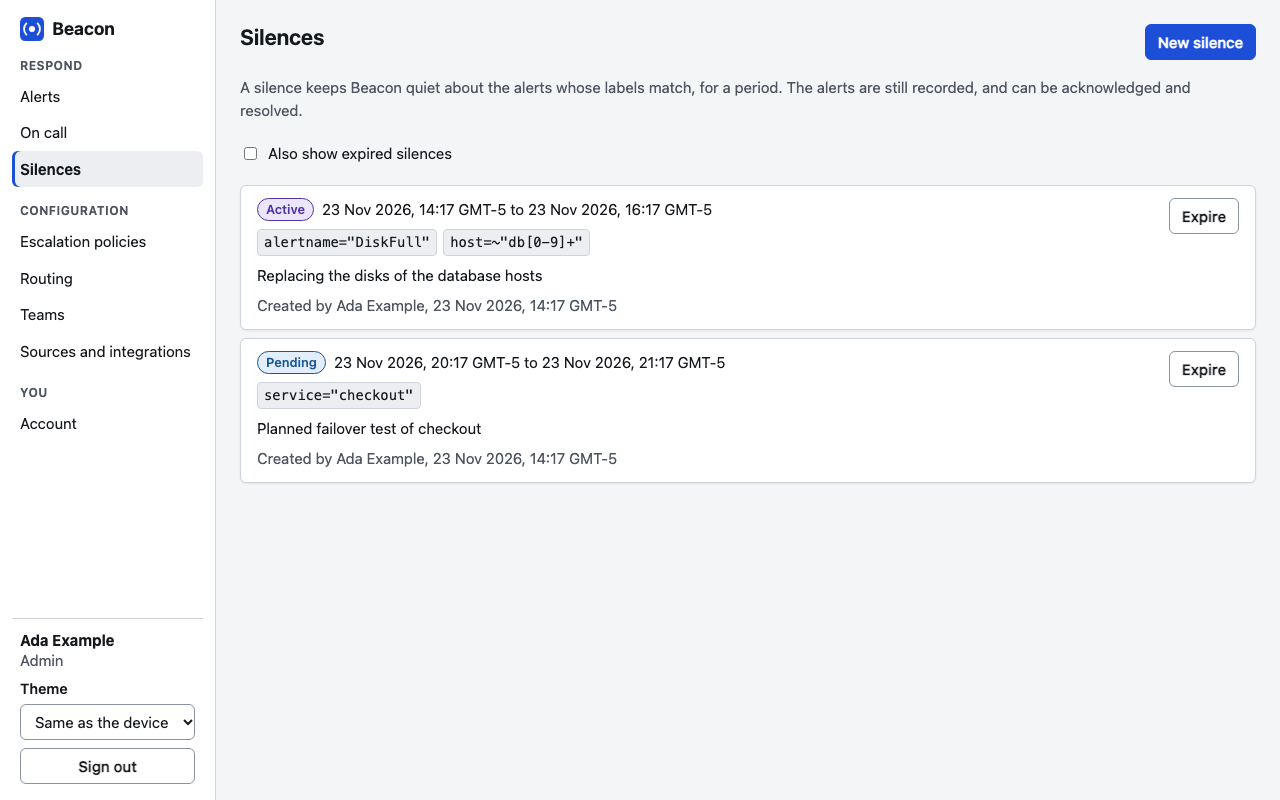 Beacon
RESPOND
Alerts
On call
Silences
CONFIGURATION
Escalation policies
Routing
Teams
Sources and integrations
YOU
Account
Ada Example
Admin
Theme
Same as the device
Sign out
Silences
New silence
A silence keeps Beacon quiet about the alerts whose labels match, for a period. The alerts are still recorded, and can be acknowledged and
resolved.
Also show expired silences
Active 23 Nov 2026, 14:17 GMT-5 to 23 Nov 2026, 16:17 GMT-5
Expire
alertname="DiskFull" host=~"db[0-9]+"
Replacing the disks of the database hosts
Created by Ada Example, 23 Nov 2026, 14:17 GMT-5
Pending 23 Nov 2026, 20:17 GMT-5 to 23 Nov 2026, 21:17 GMT-5
Expire
service="checkout"
Planned failover test of checkout
Created by Ada Example, 23 Nov 2026, 14:17 GMT-5